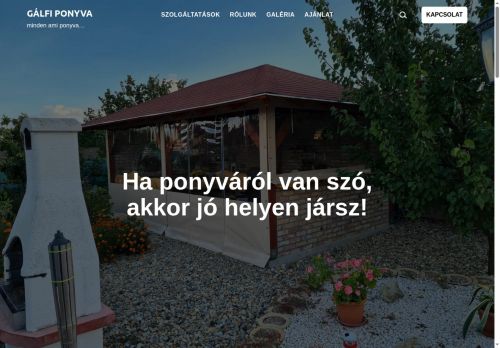 GÁLFI PONYVA
minden ami ponyva...
SZOLGÁLTATÁSOK RÓLUNK GALÉRIA AJÁNLAT
KAPCSOLAT
Ha ponyváról van szó,
akkor jó helyen jársz!